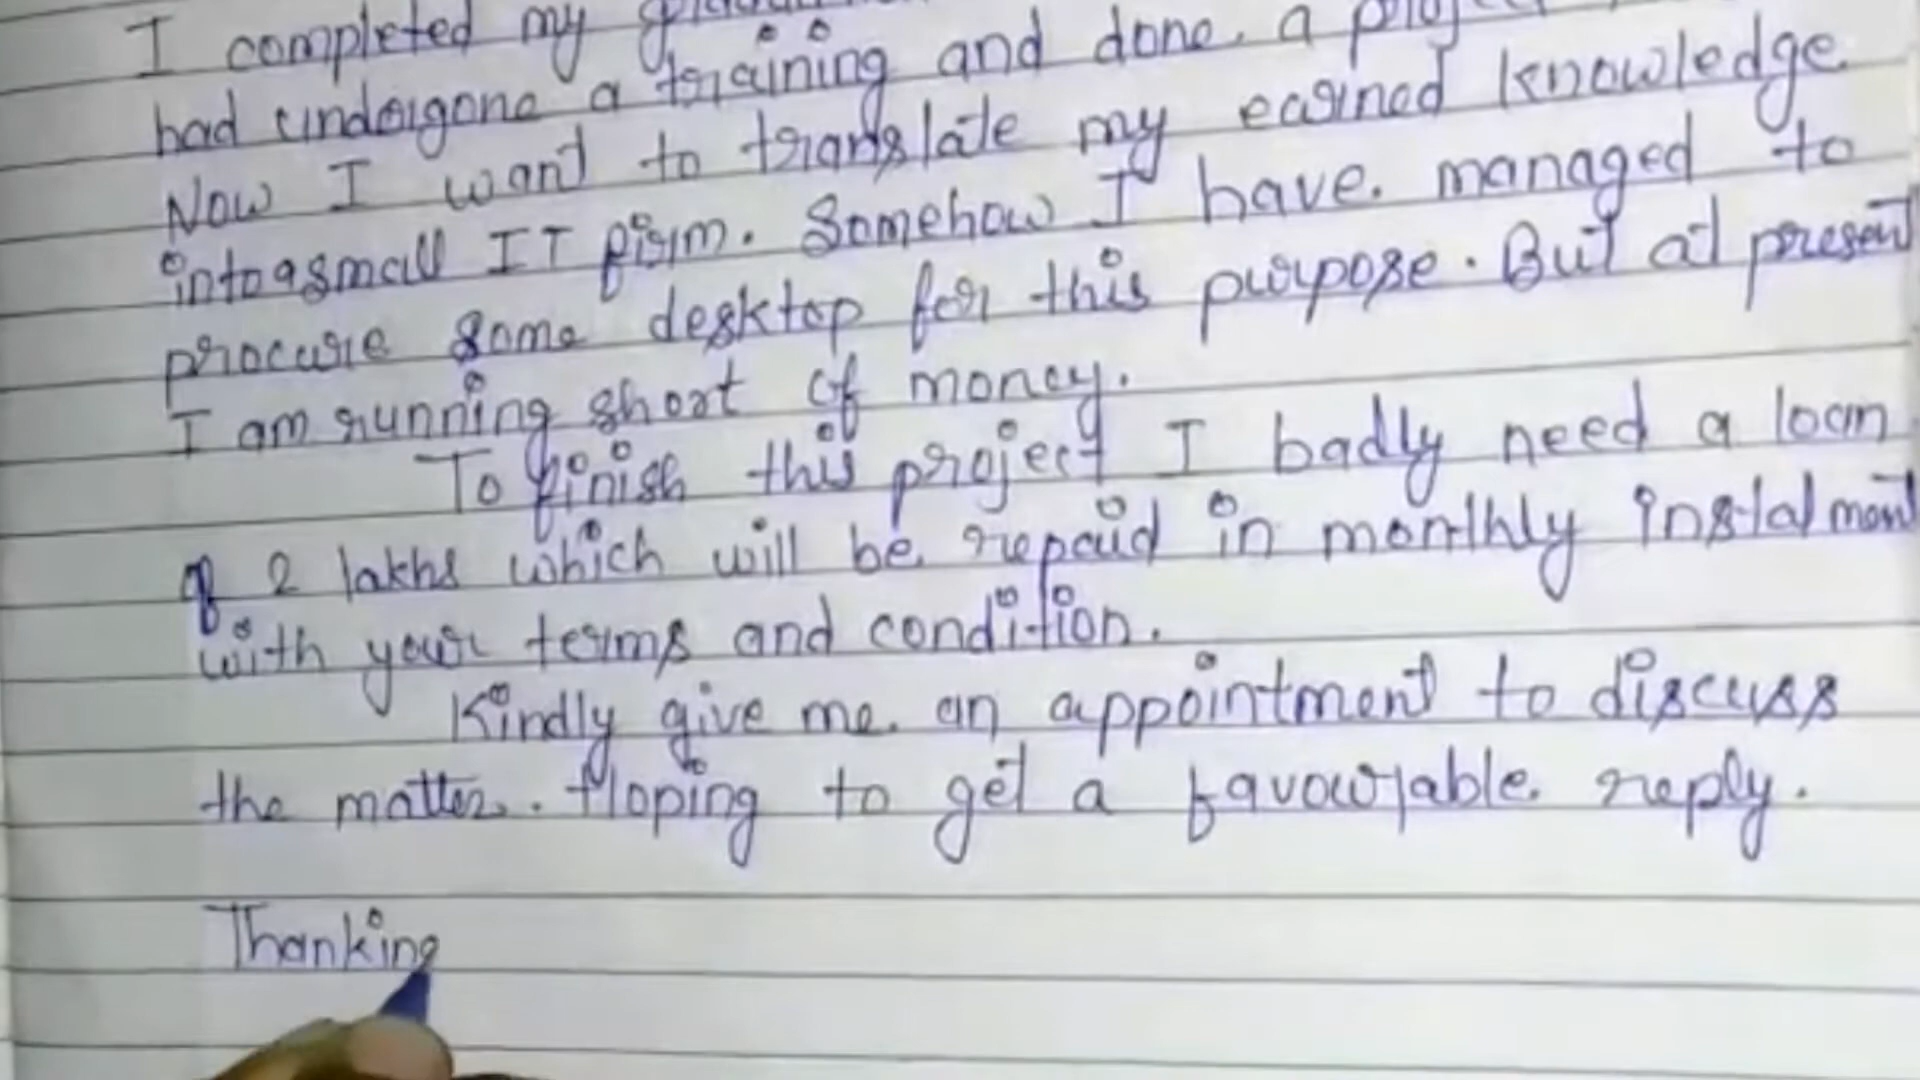 I completed my
had undergone a training and done a
Now I want to translate my earned knowledge
into a small IT firm. Somehow I have managed to
procure some desktop for this purpose. But at present
I am running short of money.
To finish this project I badly need a loan
of 2 lakhs which will be repaid in monthly instalment
with your terms and condition.
Kindly give me an appointment to discuss
the matter. Hoping to get a favourable reply.
Thanking